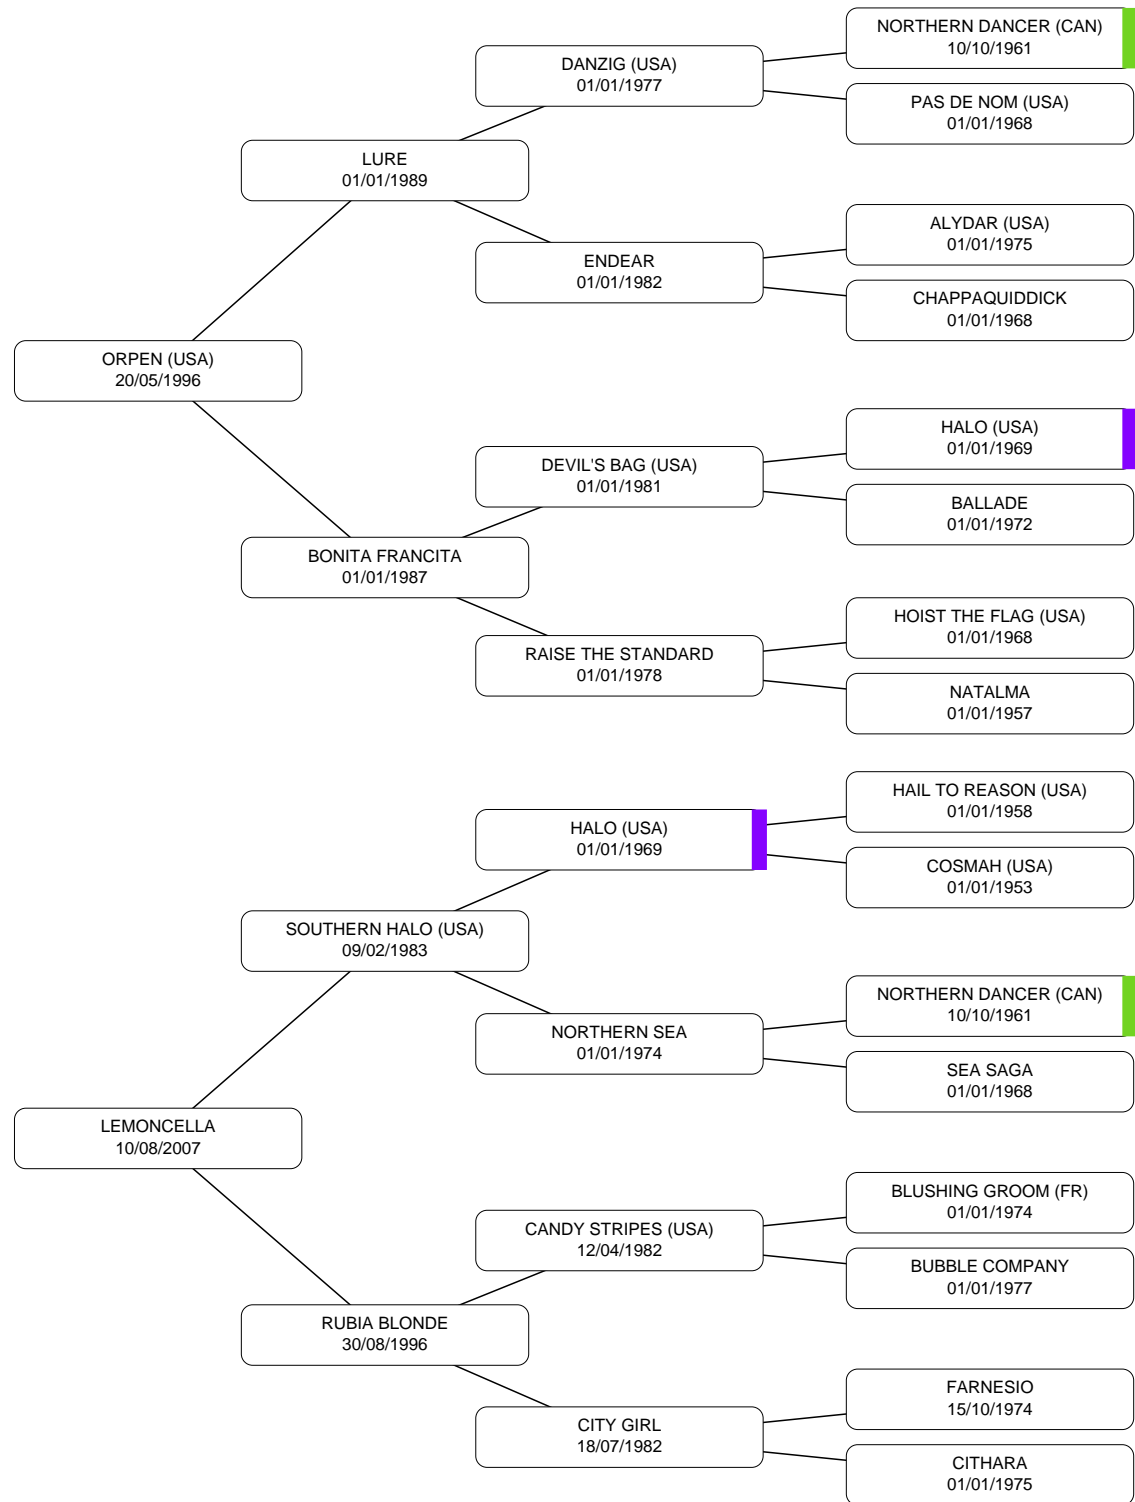 NORTHERN DANCER (CAN)
10/10/1961
DANZIG (USA)
01/01/1977
PAS DE NOM (USA)
01/01/1968
LURE
01/01/1989
ALYDAR (USA)
01/01/1975
ENDEAR
01/01/1982
CHAPPAQUIDDICK
01/01/1968
ORPEN (USA)
20/05/1996
HALO (USA)
01/01/1969
DEVIL'S BAG (USA)
01/01/1981
BALLADE
01/01/1972
BONITA FRANCITA
01/01/1987
HOIST THE FLAG (USA)
01/01/1968
RAISE THE STANDARD
01/01/1978
NATALMA
01/01/1957
HAIL TO REASON (USA)
01/01/1958
HALO (USA)
01/01/1969
COSMAH (USA)
01/01/1953
SOUTHERN HALO (USA)
09/02/1983
NORTHERN DANCER (CAN)
10/10/1961
NORTHERN SEA
01/01/1974
SEA SAGA
01/01/1968
LEMONCELLA
10/08/2007
BLUSHING GROOM (FR)
01/01/1974
CANDY STRIPES (USA)
12/04/1982
BUBBLE COMPANY
01/01/1977
RUBIA BLONDE
30/08/1996
FARNESIO
15/10/1974
CITY GIRL
18/07/1982
CITHARA
01/01/1975